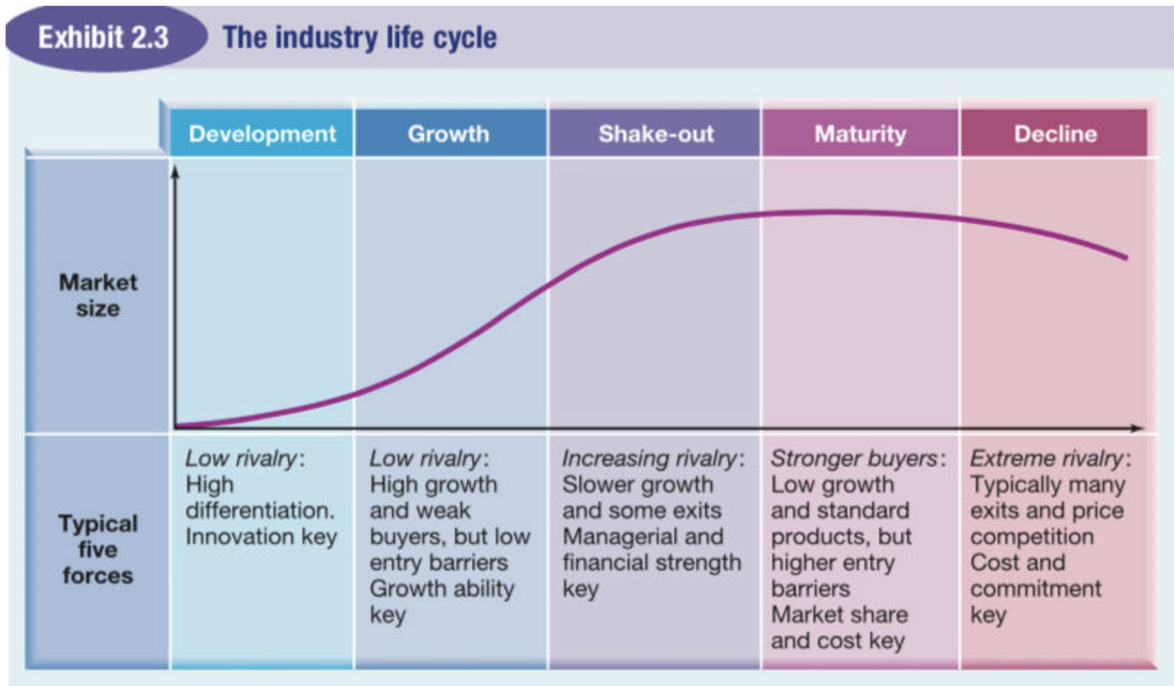 Exhibit 2.3
The industry life cycle
Development
Growth
Shake-out
Maturity
Decline
Market
size
Typical
five
forces
Low rivalry:
High
differentiation.
Innovation key
Low rivalry:
High growth
and weak
buyers, but low
entry barriers
Growth ability
key
Increasing rivalry:
Slower growth
and some exits
Managerial and
financial strength
key
Stronger buyers:
Low growth
and standard
products, but
higher entry
barriers
Market share
and cost key
Extreme rivalry:
Typically many
exits and price
competition
Cost and
commitment
key